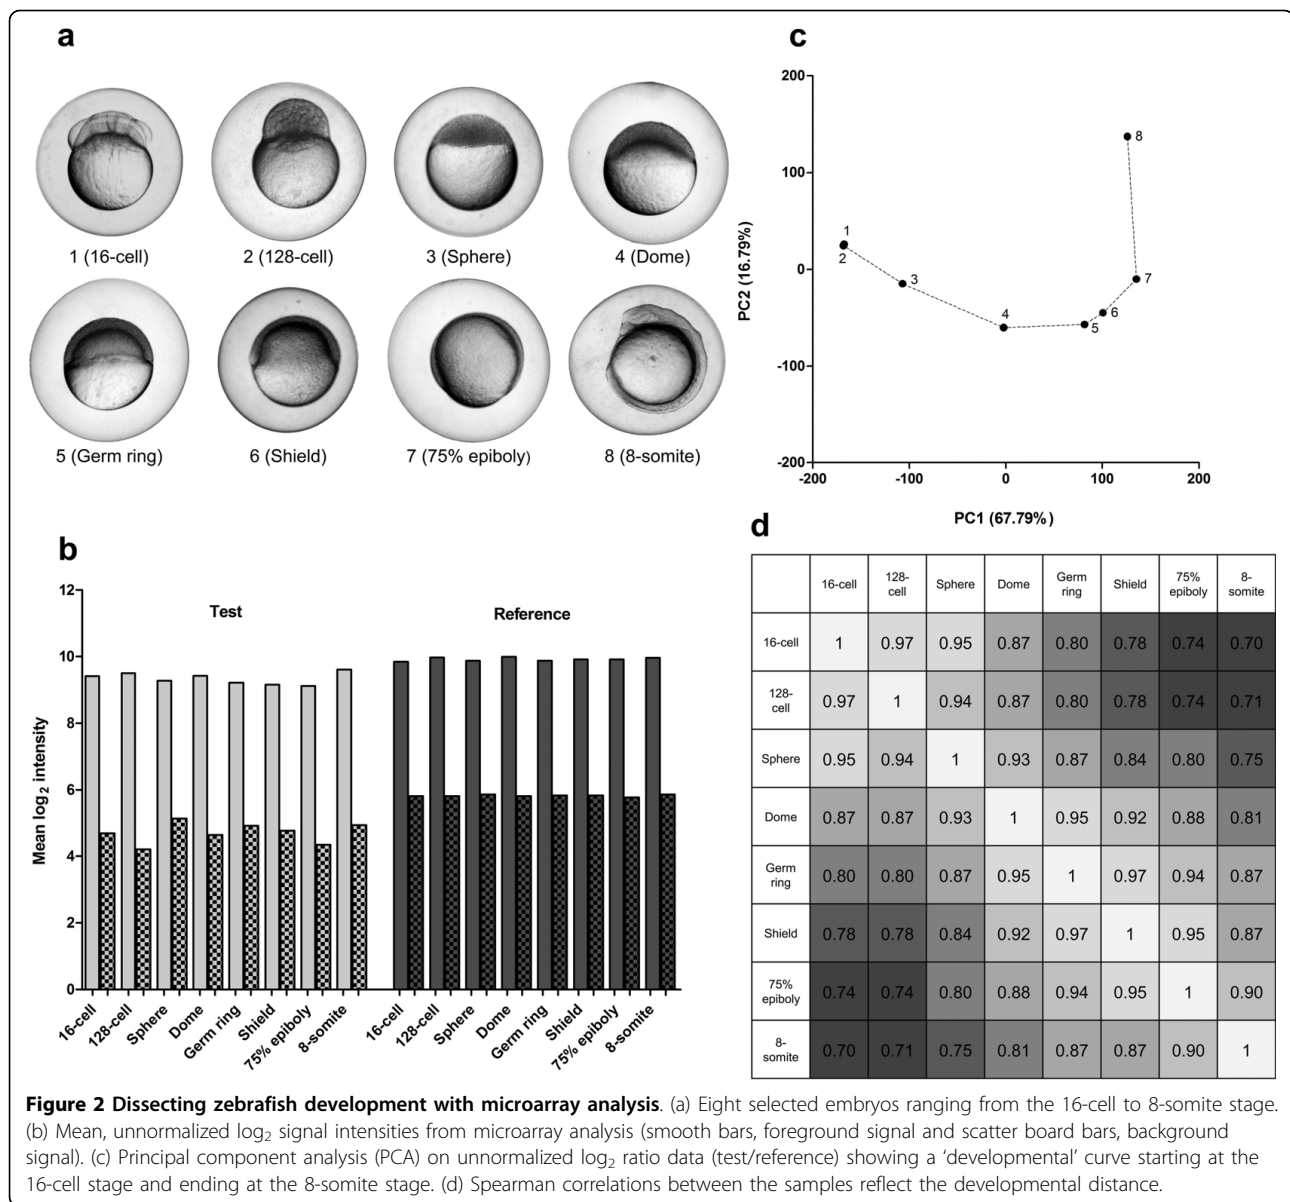 a
1 (16-cell)
2 (128-cell)
3 (Sphere)
4 (Dome)
5 (Germ ring)
6 (Shield)
7 (75% epiboly)
8 (8-somite)
b
12
10
8
6
4
2
0
Mean log2 intensity
Test
Reference
16-cell
128-cell
Sphere
Dome
Germ ring
Shield
75% epiboly
8-somite
16-cell
128-cell
Sphere
Dome
Germ ring
Shield
75% epiboly
8-somite
c
200
100
0
-100
-200
PC2 (16.79%)
1
2
3
4
5
6
7
8
-200 -100 0 100 200
PC1 (67.79%)
d
16-cell 128-cell Sphere Dome Germ ring Shield 75% epiboly 8-somite
16-cell 1 0.97 0.95 0.87 0.80 0.78 0.74 0.70
128-cell 0.97 1 0.94 0.87 0.80 0.78 0.74 0.71
Sphere 0.95 0.94 1 0.93 0.87 0.84 0.80 0.75
Dome 0.87 0.87 0.93 1 0.95 0.92 0.88 0.81
Germ ring 0.80 0.80 0.87 0.95 1 0.97 0.94 0.87
Shield 0.78 0.78 0.84 0.92 0.97 1 0.95 0.87
75% epiboly 0.74 0.74 0.80 0.88 0.94 0.95 1 0.90
8-somite 0.70 0.71 0.75 0.81 0.87 0.87 0.90 1
Figure 2 Dissecting zebrafish development with microarray analysis. (a) Eight selected embryos ranging from the 16-cell to 8-somite stage.
(b) Mean, unnormalized log2 signal intensities from microarray analysis (smooth bars, foreground signal and scatter board bars, background
signal). (c) Principal component analysis (PCA) on unnormalized log2 ratio data (test/reference) showing a ‘developmental’ curve starting at the
16-cell stage and ending at the 8-somite stage. (d) Spearman correlations between the samples reflect the developmental distance.